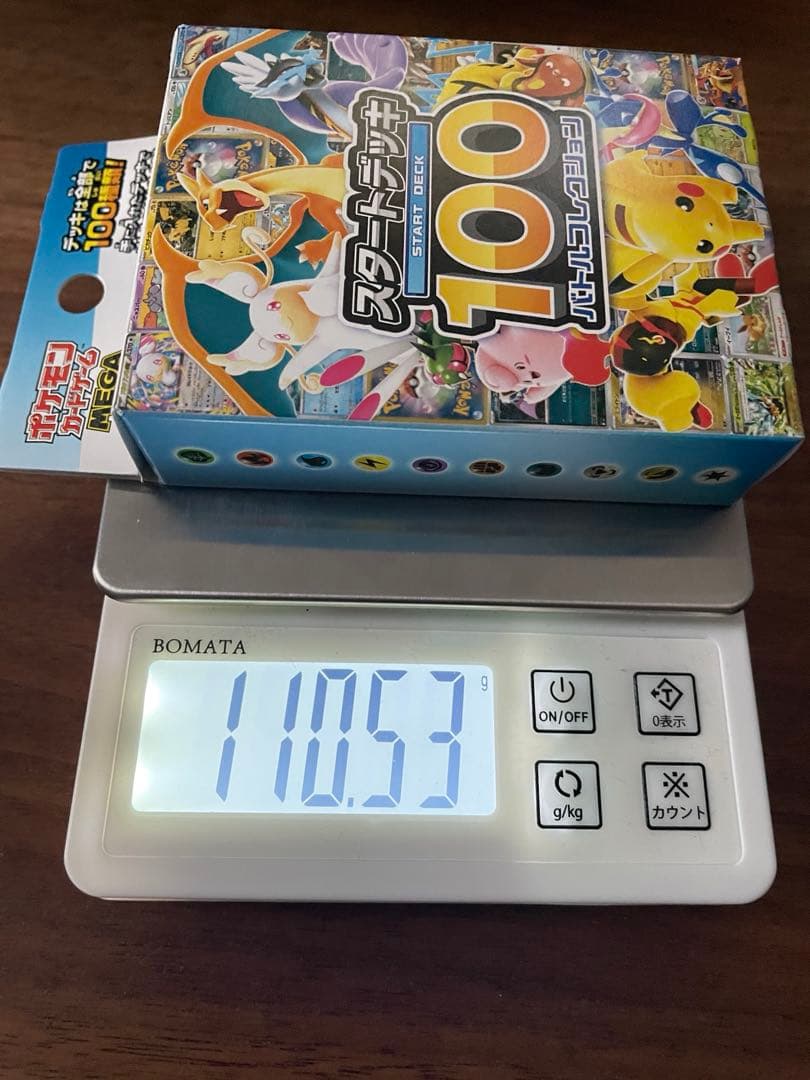 デッキは全部で
100種類!
ポケモン
カードゲーム
MEGA
スタートデッキ
START DECK
100
バトルコレクション
BOMATA
110.53 g
ON/OFF
T
0表示
g/kg
カウント